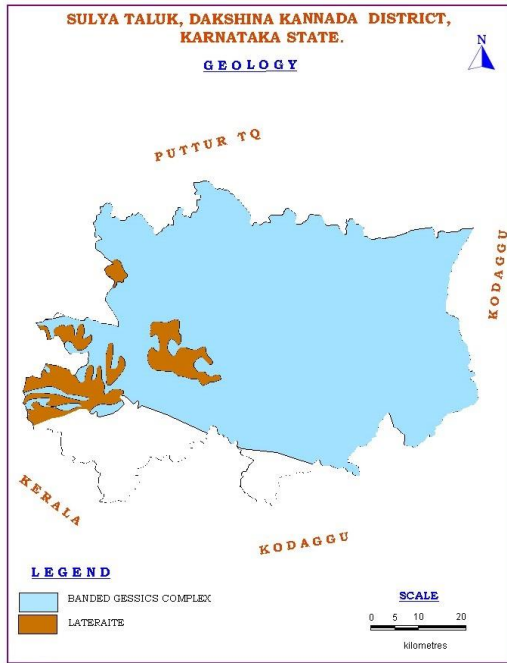 SULYA TALUK, DAKSHINA KANNADA DISTRICT,
KARNATAKA STATE.
GEOLOGY
N
PUTTUR TQ
KODAGGU
KERALA
KODAGGU
LEGEND
BANDED GESSICS COMPLEX
LATERAITE
SCALE
0 5 10 20
kilometres